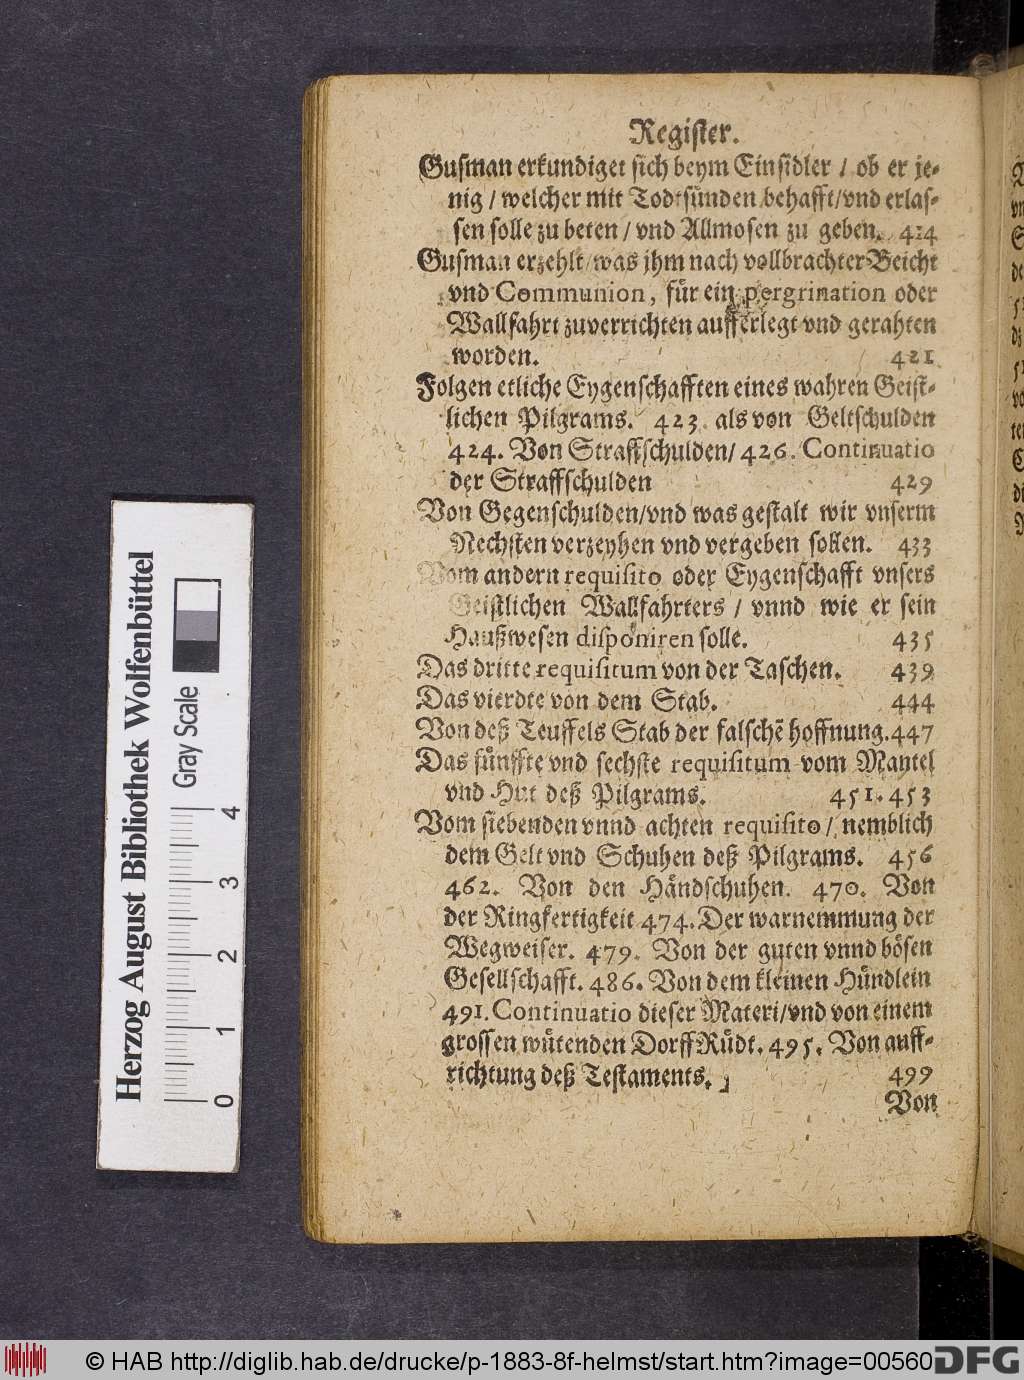 Register.
Gusman erkundiget sich beym Einsidler / ob er je-
nig / welcher mit Todtsünden behafft/vnd erlas-
sen solle zu beten / vnd Allmosen zu geben. 414
Gusman erzehlt/was jhm nach vollbrachter Beicht
vnd Communion, für ein pergrination oder
Wallfahrt zuverrichten aufferlegt vnd gerahten
worden. 421
Folgen etliche Eygenschafften eines wahren Geist-
lichen Pilgrams. 423. als von Geltschulden
424. Von Straffschulden/ 426. Continuatio
der Straffschulden 429
Von Gegenschulden/vnd was gestalt wir vnserm
Nechsten verzeyhen vnd vergeben sollen. 433
Vom andern requisito oder Eygenschafft vnsers
Geistlichen Wallfahrters / vnnd wie er sein
Haußwesen disponiren solle. 435
Das dritte requisitum von der Taschen. 439
Das vierdte von dem Stab. 444
Von deß Teuffels Stab der falschẽ hoffnung. 447
Das fünffte vnd sechste requisitum vom Mantel
vnd Hut deß Pilgrams. 451. 453
Vom siebenden vnnd achten requisito/ nemblich
dem Gelt vnd Schuhen deß Pilgrams. 456
462. Von den Händschuhen. 470. Von
der Ringfertigkeit 474. Der warnemmung der
Wegweiser. 479. Von der guten vnnd bösen
Gesellschafft. 486. Von dem kleinen Hündlein
491. Continuatio dieser Materi/vnd von einem
grossen wütenden DorffRüdt. 495. Von auff-
richtung deß Testaments. 499
Von
Herzog August Bibliothek Wolfenbüttel
Gray Scale
0 1 2 3 4
© HAB http://diglib.hab.de/drucke/p-1883-8f-helmst/start.htm?image=00560
DFG